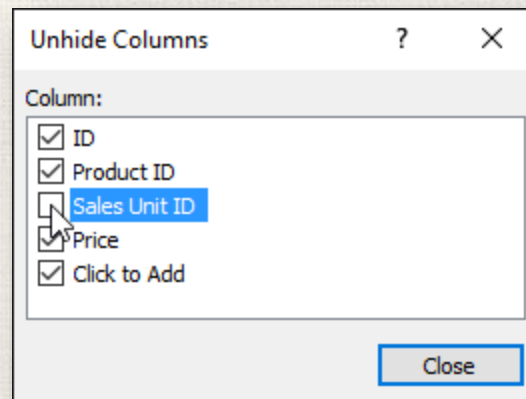 Unhide Columns ?
Column:
ID
Product ID
Sales Unit ID
Price
Click to Add
Close